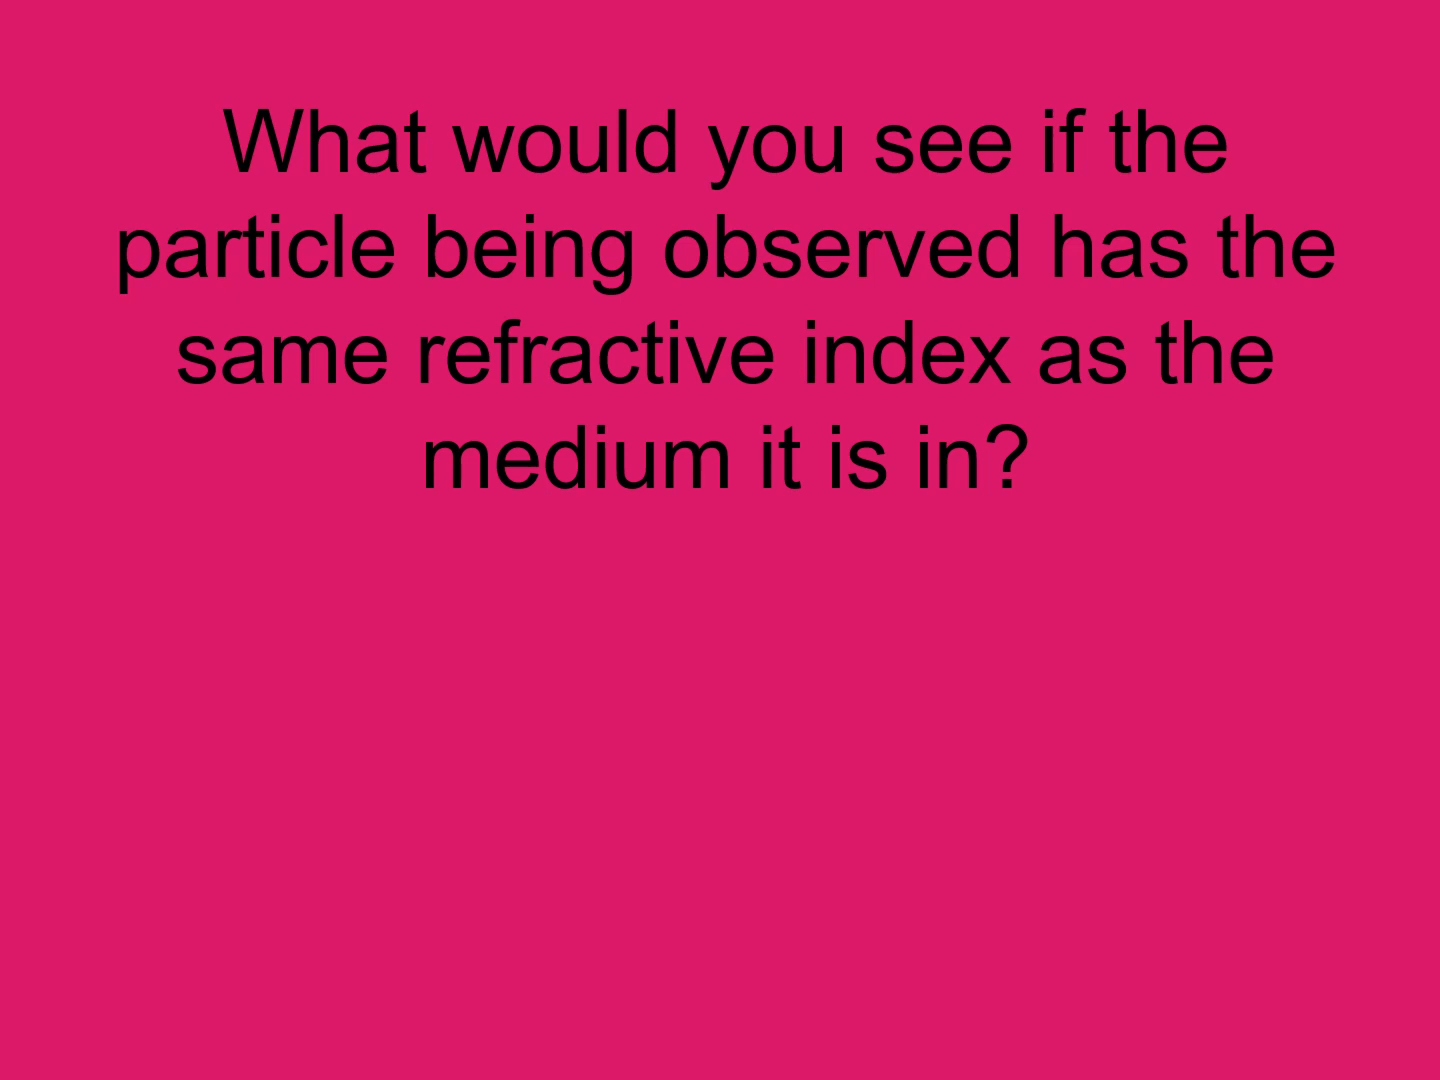 What would you see if the
particle being observed has the
same refractive index as the
medium it is in?